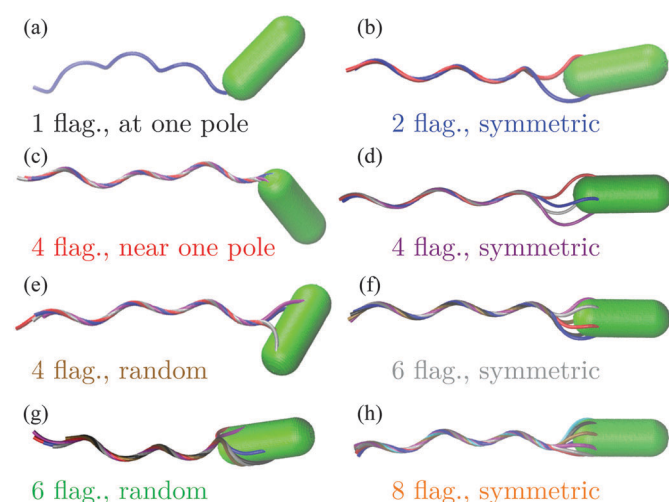 (a)
1 flag., at one pole
(b)
2 flag., symmetric
(c)
4 flag., near one pole
(d)
4 flag., symmetric
(e)
4 flag., random
(f)
6 flag., symmetric
(g)
6 flag., random
(h)
8 flag., symmetric